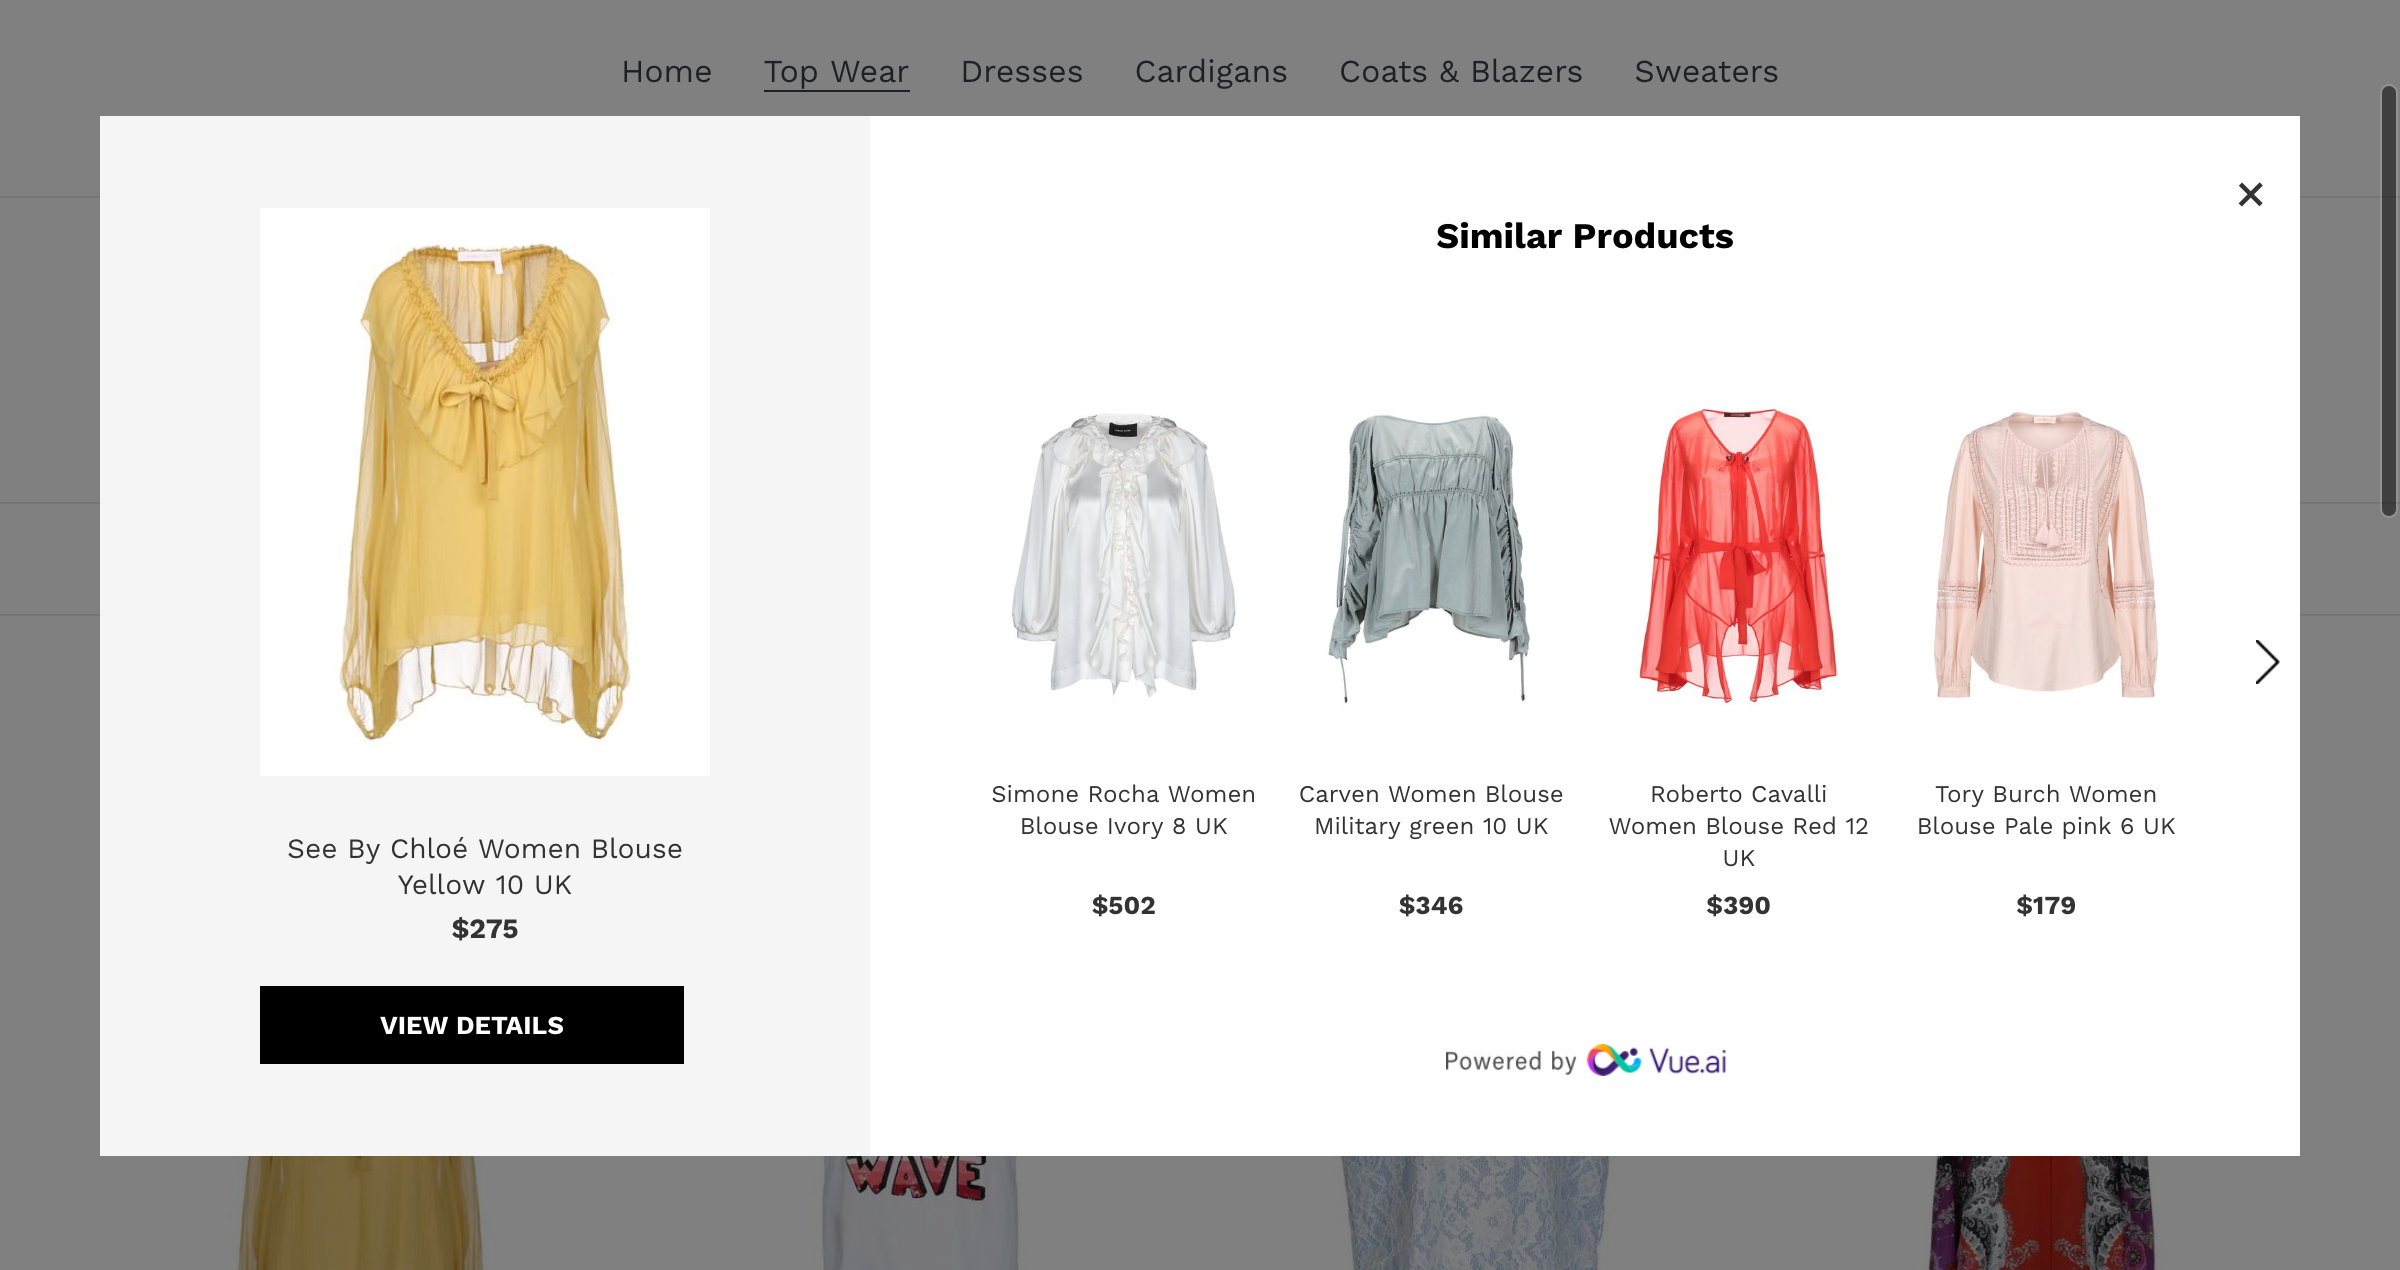 Home Top Wear Dresses Cardigans Coats & Blazers Sweaters
Similar Products
See By Chloé Women Blouse
Yellow 10 UK
$275
VIEW DETAILS
Simone Rocha Women
Blouse Ivory 8 UK
$502
Carven Women Blouse
Military green 10 UK
$346
Roberto Cavalli
Women Blouse Red 12
UK
$390
Tory Burch Women
Blouse Pale pink 6 UK
$179
Powered by Vue.ai
WAVE